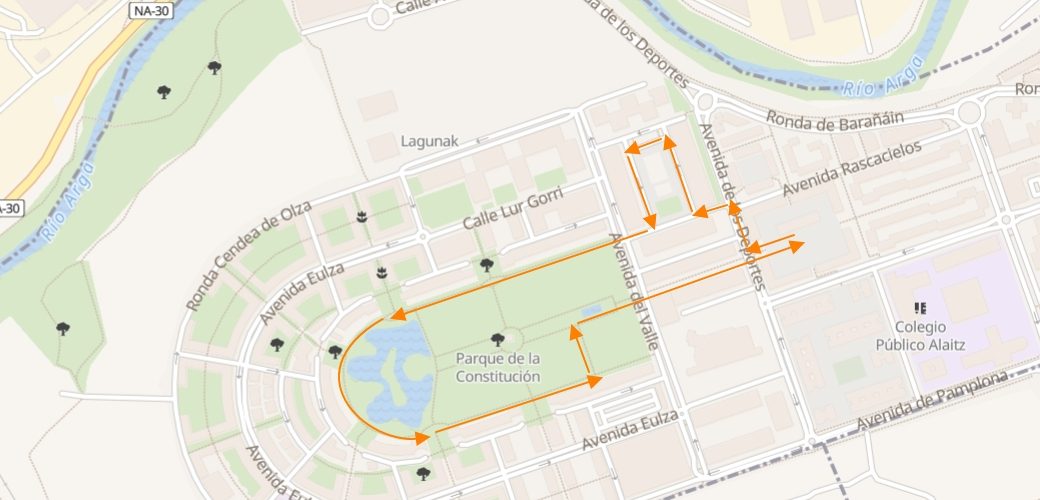 NA-30
Calle
da de los Deportes
Río Arga
Ronda de Barañáin
Ron
Lagunak
Avenida de los Deportes
Avenida Rascacielos
Río Arga
Calle Lur Gorri
Ronda Cendea de Olza
A-30
Avenida Eulza
Avenida del Valle
Colegio
Público Alaitz
Parque de la
Constitución
Avenida de Pamplona
Avenida Eulza
Avenida Eu